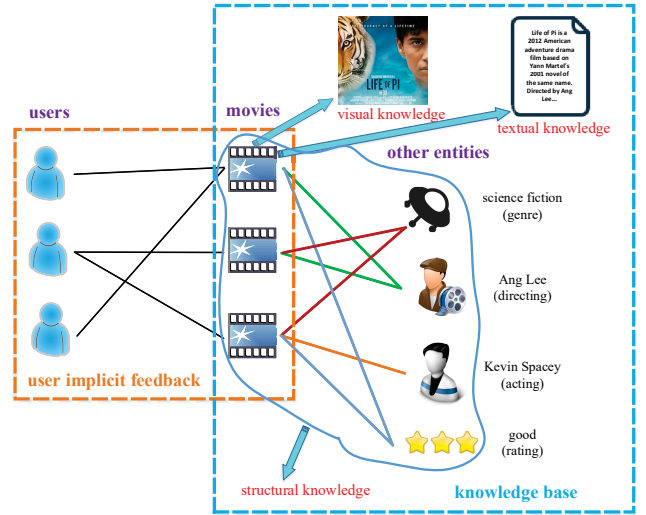 LIFE OF PI
Life of Pi is a
2012 American
adventure drama
film based on
Yann Martel's
2001 novel of
the same name.
Directed by Ang
Lee...
users
movies
visual knowledge
textual knowledge
other entities
science fiction
(genre)
Ang Lee
(directing)
Kevin Spacey
(acting)
user implicit feedback
good
(rating)
structural knowledge
knowledge base